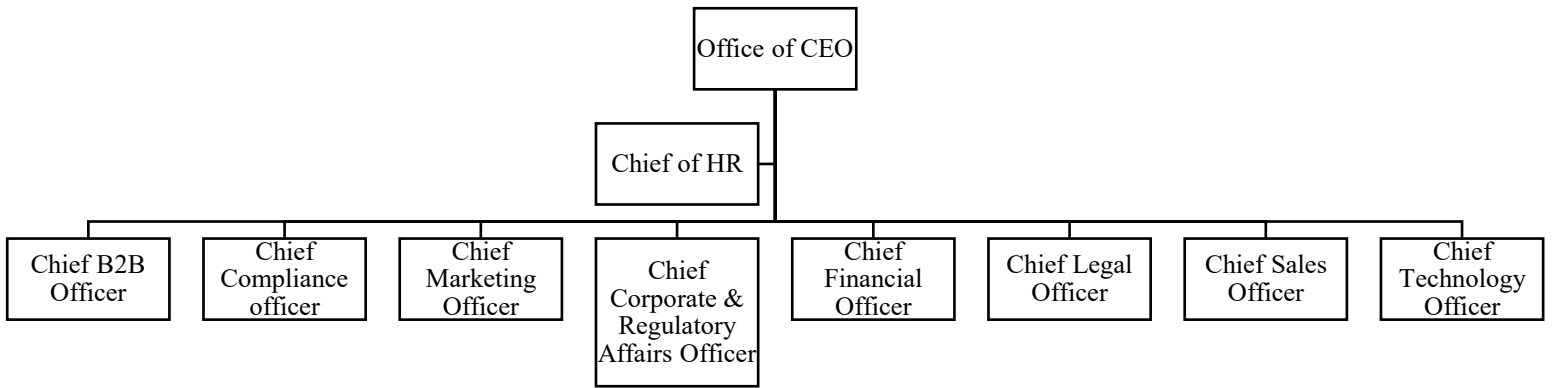 Office of CEO
Chief of HR
Chief B2B
Officer
Chief
Compliance
officer
Chief
Marketing
Officer
Chief
Corporate &
Regulatory
Affairs Officer
Chief
Financial
Officer
Chief Legal
Officer
Chief Sales
Officer
Chief
Technology
Officer